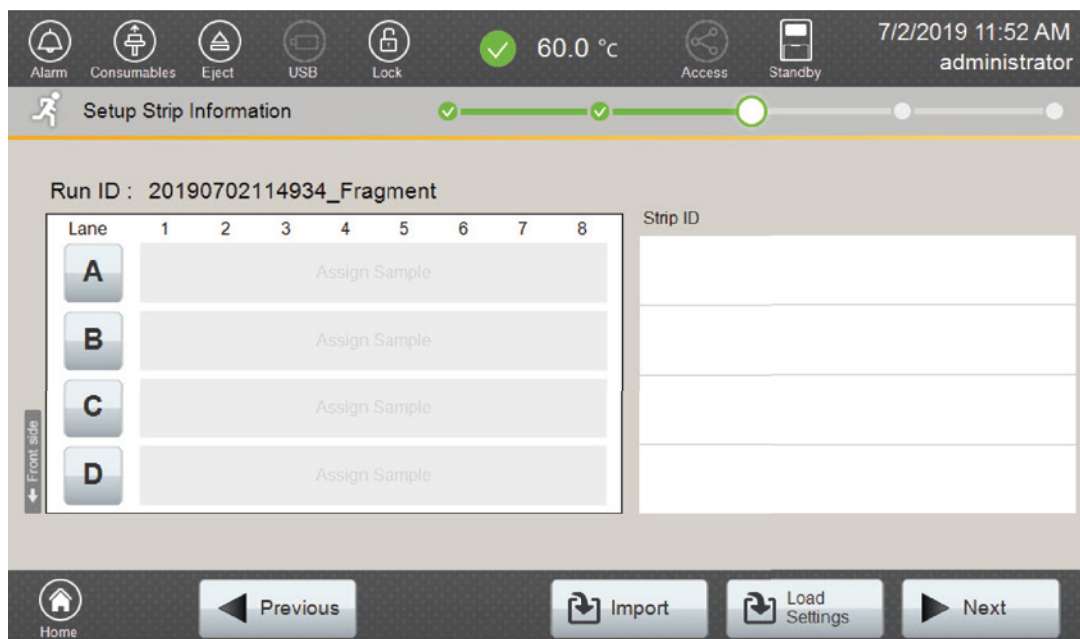 7/2/2019 11:52 AM
60.0 °c
administrator
Alarm Consumables Eject USB Lock Access Standby
Setup Strip Information
Run ID : 20190702114934_Fragment
Strip ID
Lane 1 2 3 4 5 6 7 8
A Assign Sample
B Assign Sample
C Assign Sample
D Assign Sample
Front side
Previous
Import
Load
Settings
Next
Home